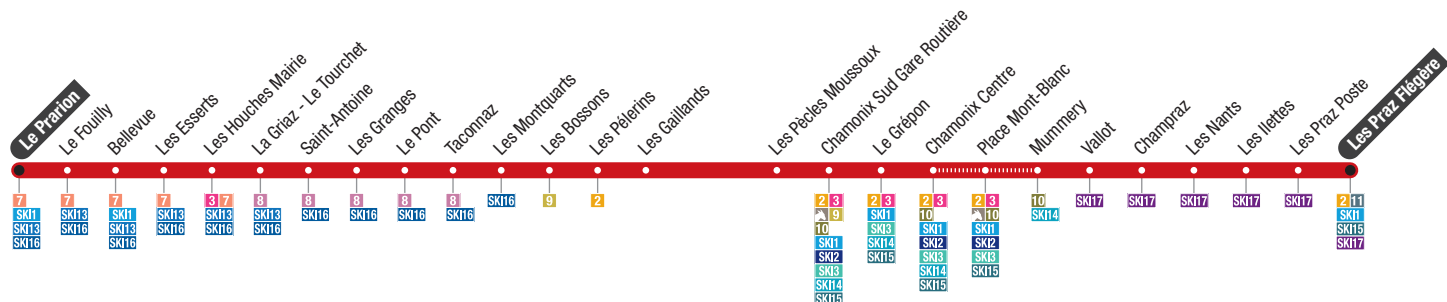 Le Prarion
Le Fouilly
Bellevue
Les Esserts
Les Houches Mairie
La Griaz - Le Tourchet
Saint-Antoine
Les Granges
Le Pont
Taconnaz
Les Montquarts
Les Bossons
Les Pélerins
Les Gaillands
Les Pècles Moussoux
Chamonix Sud Gare Routière
Le Grépon
Chamonix Centre
Place Mont-Blanc
Mummery
Vallot
Champraz
Les Nants
Les Ilettes
Les Praz Poste
Les Praz Flégère
7
SKI1
SKI13
SKI16
7
SKI13
SKI16
7
SKI1
SKI13
SKI16
7
SKI13
SKI16
3 7
SKI13
SKI16
8
SKI13
SKI16
8
SKI16
8
SKI16
8
SKI16
8
SKI16
SKI16
9
2
2 3
9
10
SKI1
SKI2
SKI3
SKI14
SKI15
2 3
SKI1
SKI3
SKI14
SKI15
2 3
10
SKI1
SKI2
SKI3
SKI14
SKI15
2 3
10
SKI1
SKI2
SKI3
SKI15
10
SKI14
SKI17
SKI17
SKI17
SKI17
SKI17
2 11
SKI1
SKI15
SKI17